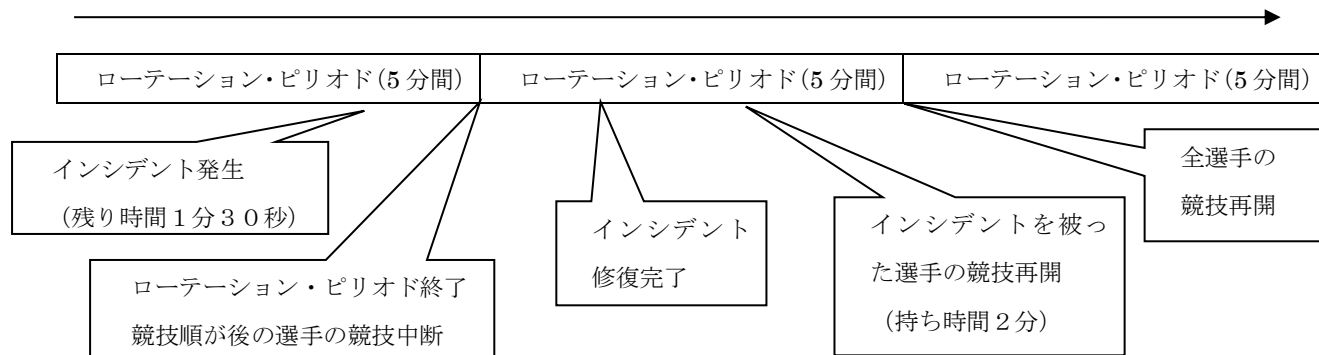 ローテーション・ピリオド(5分間)
ローテーション・ピリオド(5分間)
ローテーション・ピリオド(5分間)
インシデント発生
(残り時間1分30秒)
ローテーション・ピリオド終了
競技順が後の選手の競技中断
インシデント
修復完了
インシデントを被っ
た選手の競技再開
(持ち時間2分)
全選手の
競技再開